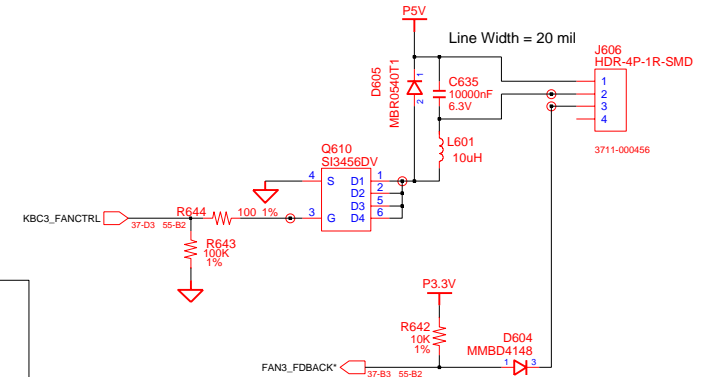 P5V
Line Width = 20 mil
J606
HDR-4P-1R-SMD
D605
MBR0540T1
1
2
C635
10000nF
6.3V
1
2
3
4
L601
10uH
3711-000456
Q610
SI3456DV
4 S D1 1
D2 2
D3 5
3 G D4 6
KBC3_FANCTRL
37-D3 55-B2
R644
100 1%
R643
100K
1%
P3.3V
R642
10K
1%
D604
MMBD4148
1 3
FAN3_FDBACK*
37-B3 55-B2